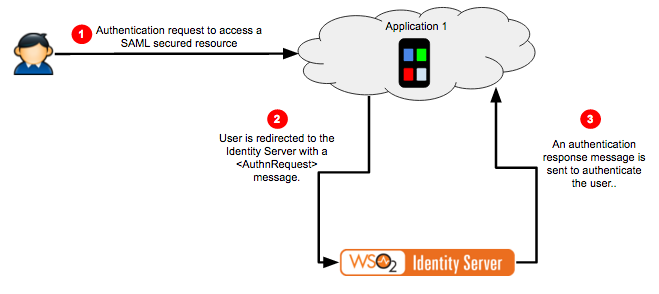 1
Authentication request to access a
SAML secured resource
Application 1
2
User is redirected to the
Identity Server with a
<AuthnRequest>
message.
3
An authentication
response message is
sent to authenticate
the user..
WSO2 Identity Server